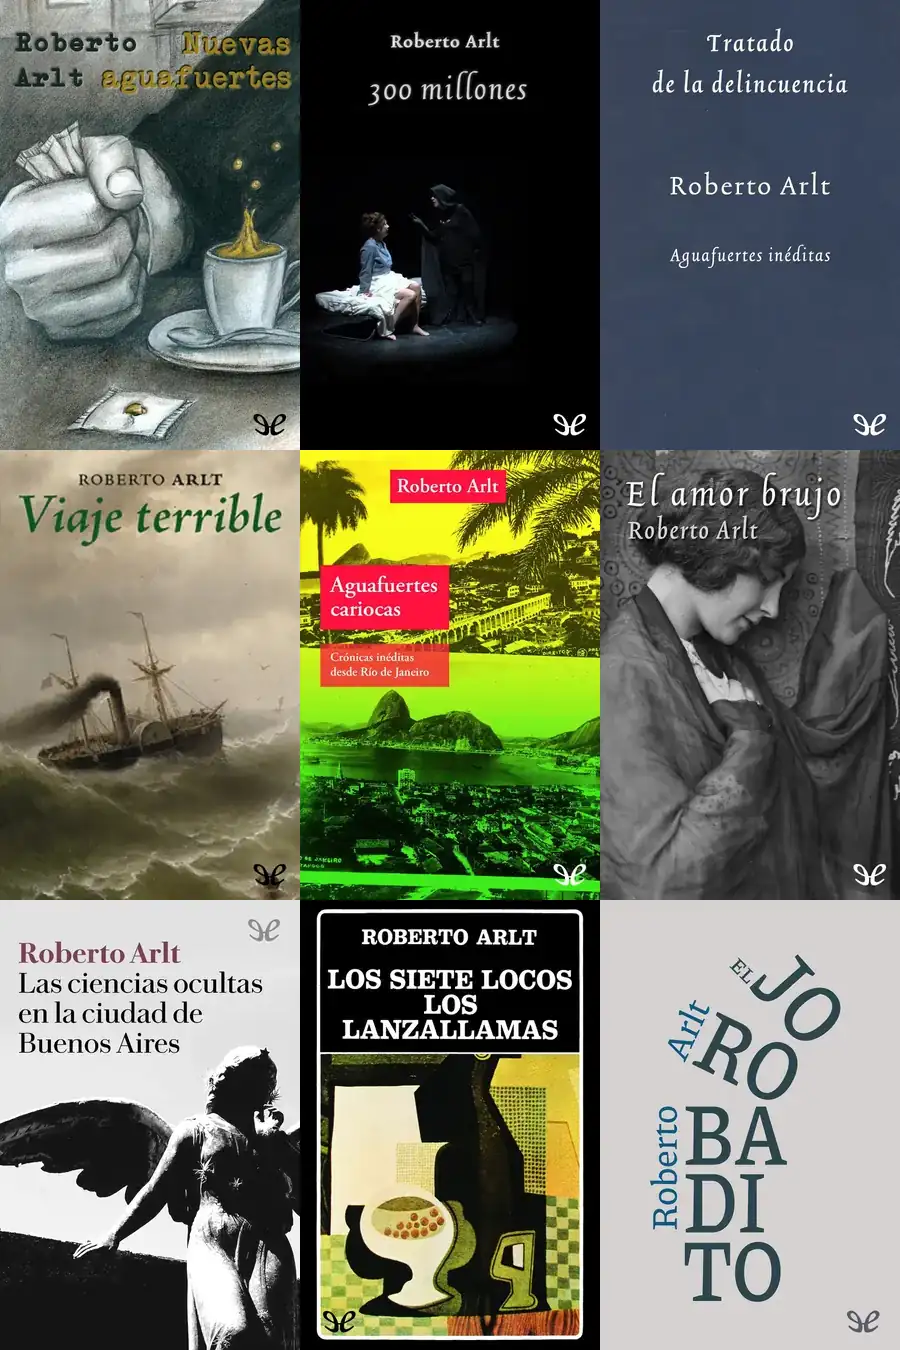 Roberto Nuevas
Arlt aguafuertes
Roberto Arlt
300 millones
Tratado
de la delincuencia
Roberto Arlt
Aguafuertes inéditas
ROBERTO ARLT
Viaje terrible
Roberto Arlt
Aguafuertes
cariocas
Crónicas inéditas
desde Río de Janeiro
El amor brujo
Roberto Arlt
Roberto Arlt
Las ciencias ocultas
en la ciudad de
Buenos Aires
ROBERTO ARLT
LOS SIETE LOCOS
LOS
LANZALLAMAS
EL JO
RO
BA
DI
TO
Roberto Arlt